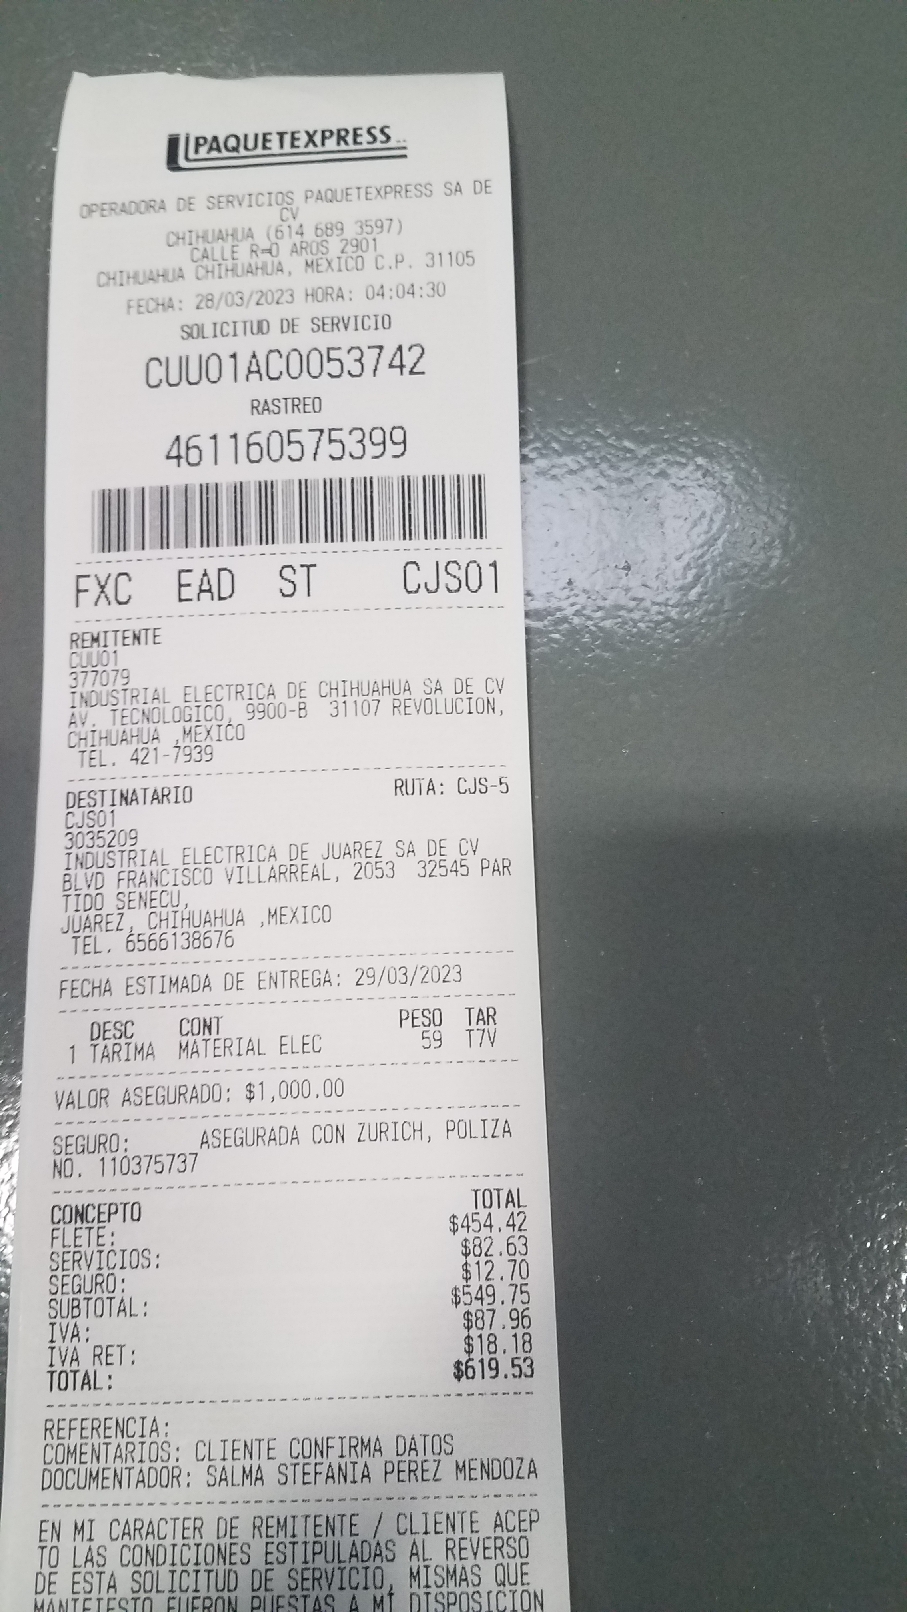 PAQUETEXPRESS
OPERADORA DE SERVICIOS PAQUETEXPRESS SA DE
CV
CHIHUAHUA (614 689 3597)
CALLE R=O AROS 2901
CHIHUAHUA CHIHUAHUA, MEXICO C.P. 31105
FECHA: 28/03/2023 HORA: 04:04:30
SOLICITUD DE SERVICIO
CUU01AC0053742
RASTREO
461160575399
FXC EAD ST CJS01
REMITENTE
CUU01
377079
INDUSTRIAL ELECTRICA DE CHIHUAHUA SA DE CV
AV. TECNOLOGICO, 9900-B 31107 REVOLUCION,
CHIHUAHUA ,MEXICO
TEL. 421-7939
DESTINATARIO RUTA: CJS-5
CJS01
3035209
INDUSTRIAL ELECTRICA DE JUAREZ SA DE CV
BLVD FRANCISCO VILLARREAL, 2053 32545 PAR
TIDO SENECU,
JUAREZ, CHIHUAHUA ,MEXICO
TEL. 6566138676
FECHA ESTIMADA DE ENTREGA: 29/03/2023
DESC CONT PESO TAR
1 TARIMA MATERIAL ELEC 59 T7V
VALOR ASEGURADO: $1,000.00
SEGURO: ASEGURADA CON ZURICH, POLIZA
NO. 110375737
CONCEPTO TOTAL
FLETE: $454.42
SERVICIOS: $82.63
SEGURO: $12.70
SUBTOTAL: $549.75
IVA: $87.96
IVA RET: $18.18
TOTAL: $619.53
REFERENCIA:
COMENTARIOS: CLIENTE CONFIRMA DATOS
DOCUMENTADOR: SALMA STEFANIA PEREZ MENDOZA
EN MI CARACTER DE REMITENTE / CLIENTE ACEP
TO LAS CONDICIONES ESTIPULADAS AL REVERSO
DE ESTA SOLICITUD DE SERVICIO, MISMAS QUE
MANIFIESTO FUERON PUESTAS A MI DISPOSICION